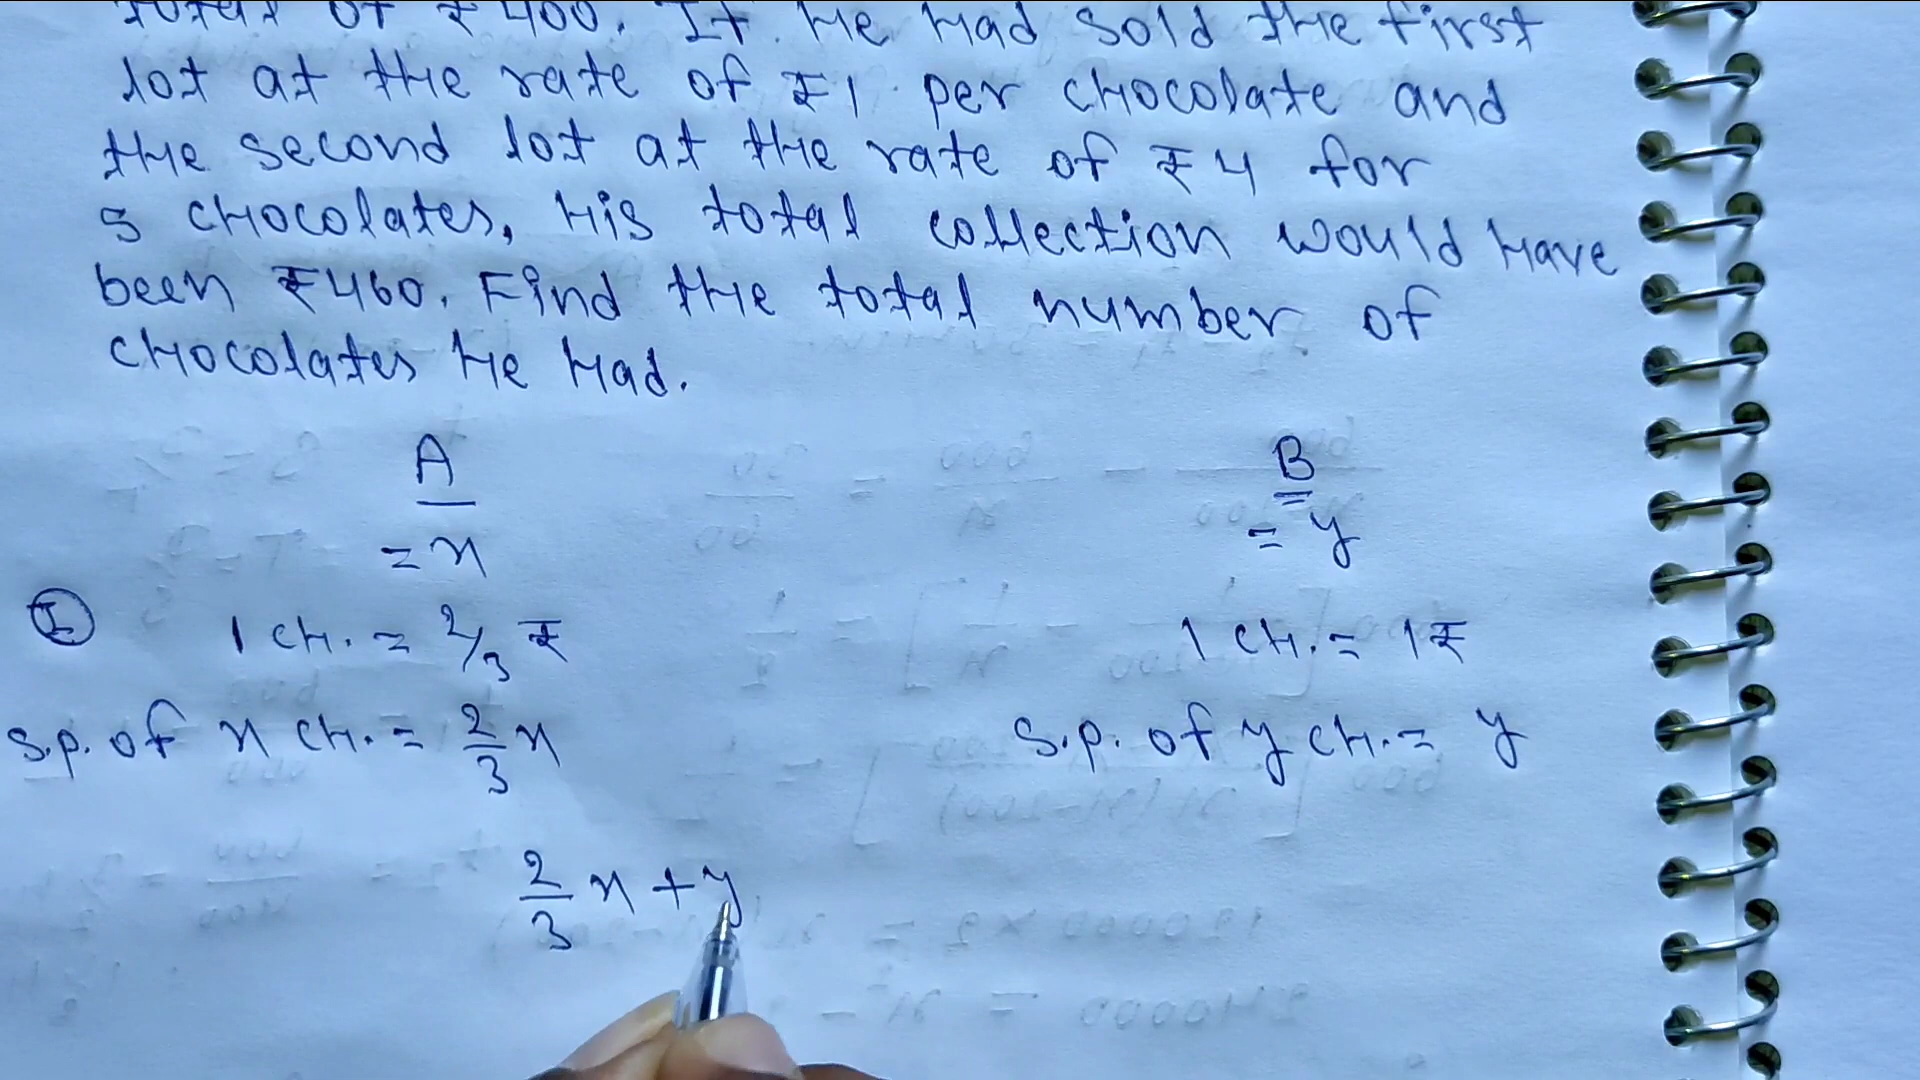 total of ₹400. If he had sold the first
lot at the rate of ₹1 per chocolate and
the second lot at the rate of ₹4 for
5 chocolates, his total collection would have
been ₹460. Find the total number of
chocolates he had.
A B
= x = y
I 1 ch. = 2/3 ₹ 1 ch. = 1₹
S.p. of x ch. = 2/3 x S.p. of y ch. = y
2/3 x + y